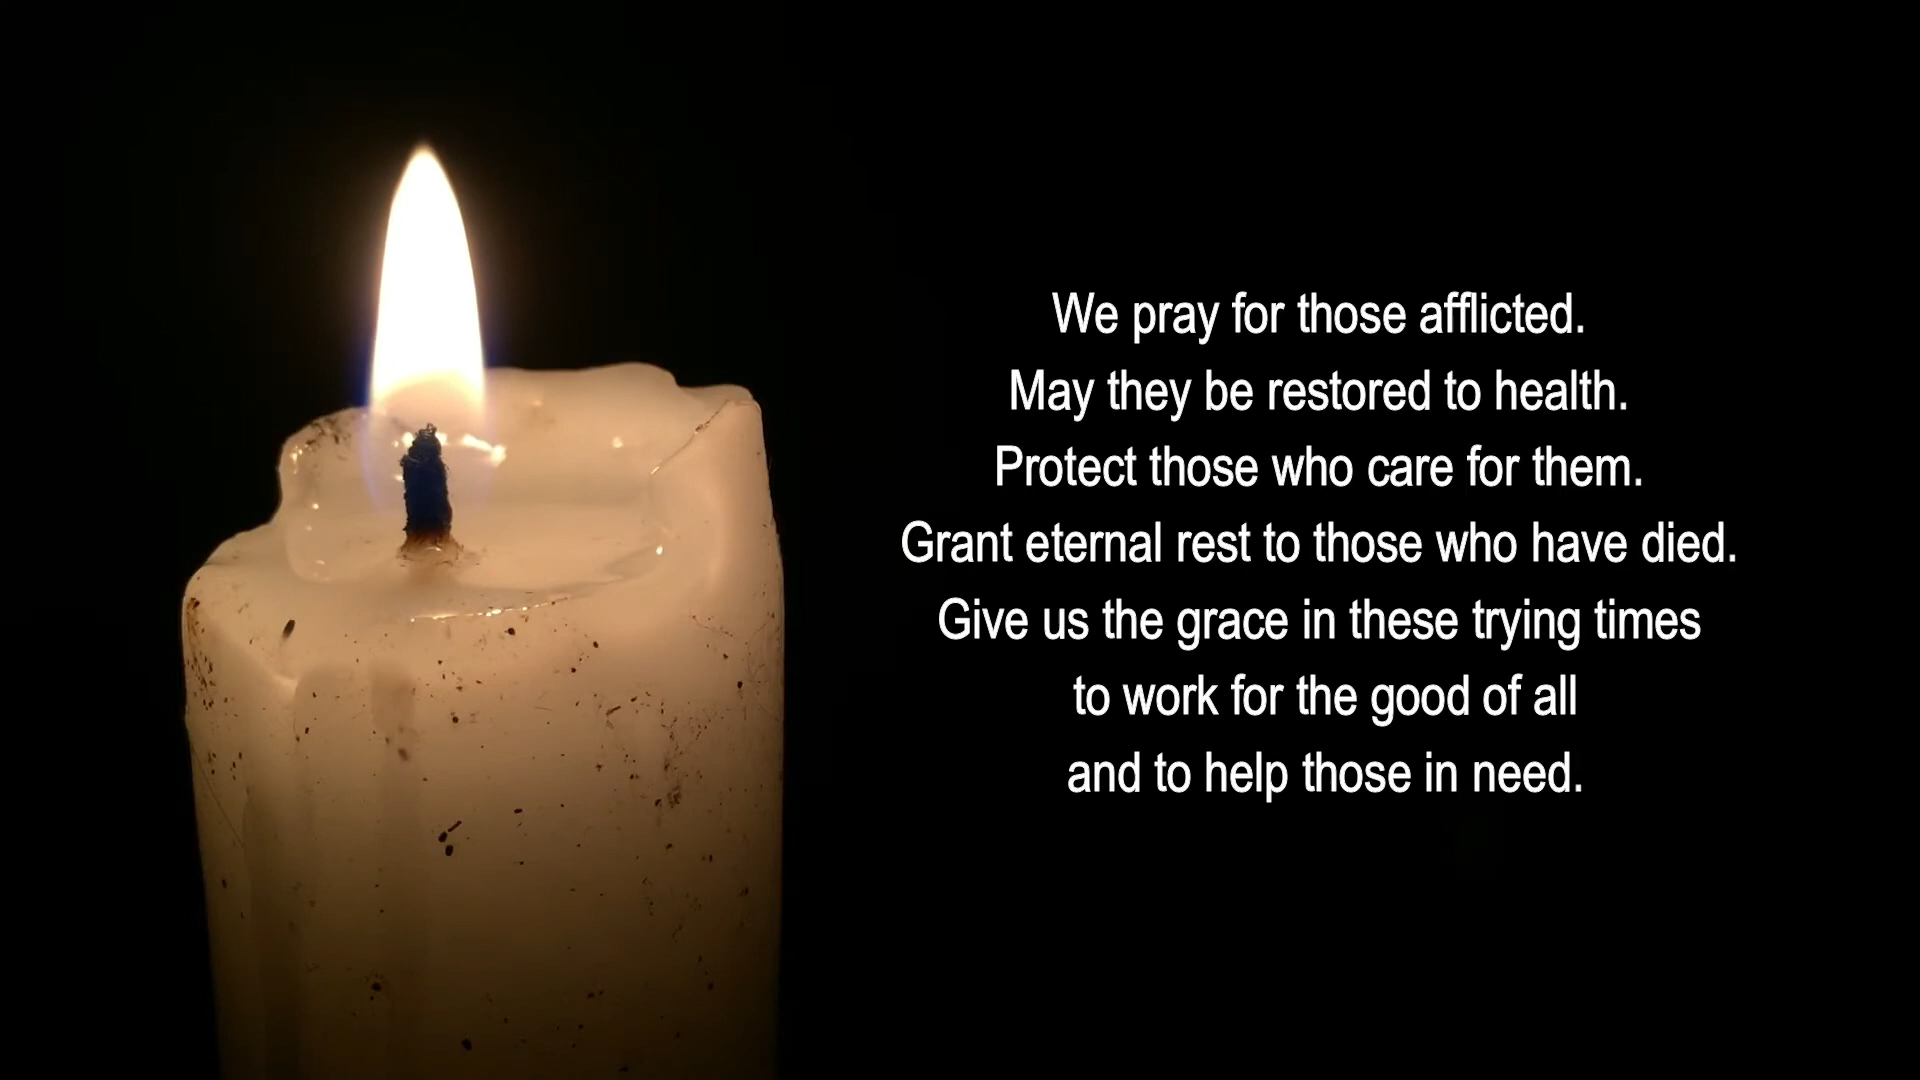 We pray for those afflicted.
May they be restored to health.
Protect those who care for them.
Grant eternal rest to those who have died.
Give us the grace in these trying times
to work for the good of all
and to help those in need.